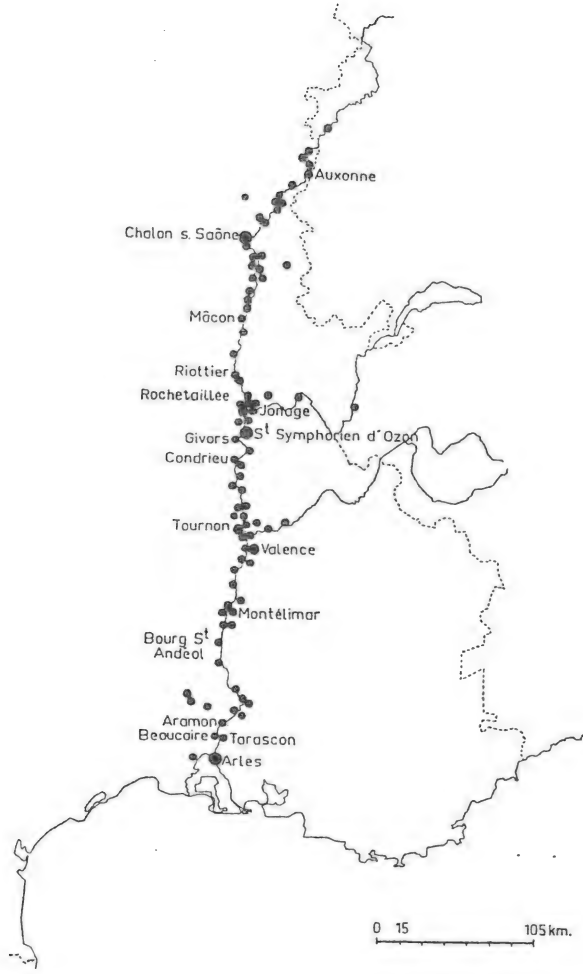 Auxonne
Chalon s. Saône
Mâcon
Riottier
Rochetaillée
Jonage
St Symphorien d'Ozon
Givors
Condrieu
Tournon
Valence
Montélimar
Bourg St
Andéol
Aramon
Beaucaire
Tarascon
Arles
0 15 105 km.